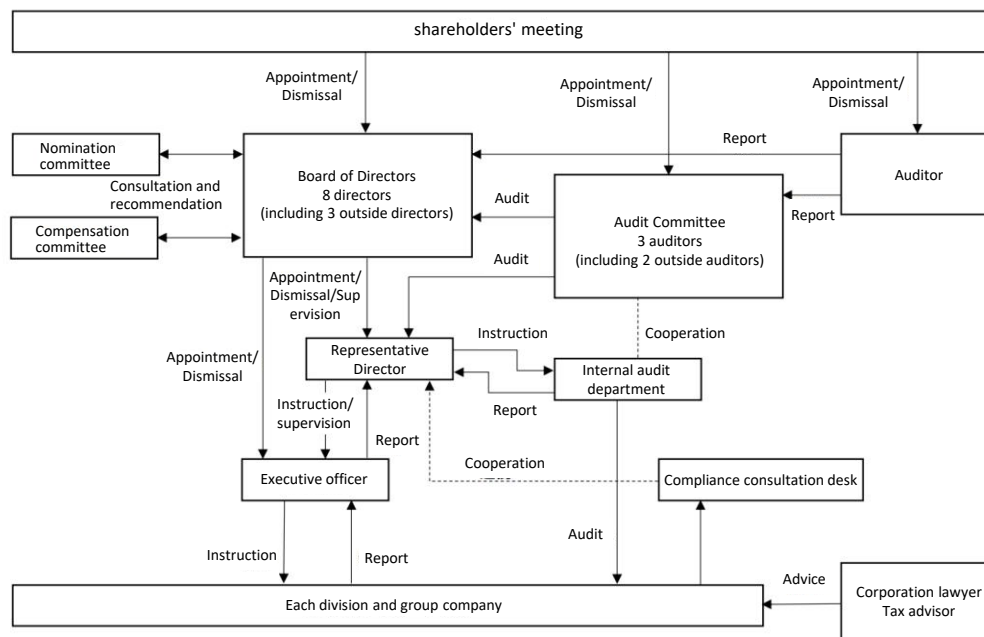 shareholders' meeting
Appointment/
Dismissal
Appointment/
Dismissal
Appointment/
Dismissal
Nomination
committee
Consultation and
recommendation
Compensation
committee
Board of Directors
8 directors
(including 3 outside directors)
Report
Auditor
Audit
Report
Audit Committee
3 auditors
(including 2 outside auditors)
Audit
Appointment/
Dismissal/Sup
ervision
Appointment/
Dismissal
Representative
Director
Instruction
Cooperation
Internal audit
department
Report
Instruction/
supervision
Report
Cooperation
Executive officer
Compliance consultation desk
Instruction
Report
Audit
Each division and group company
Advice
Corporation lawyer
Tax advisor